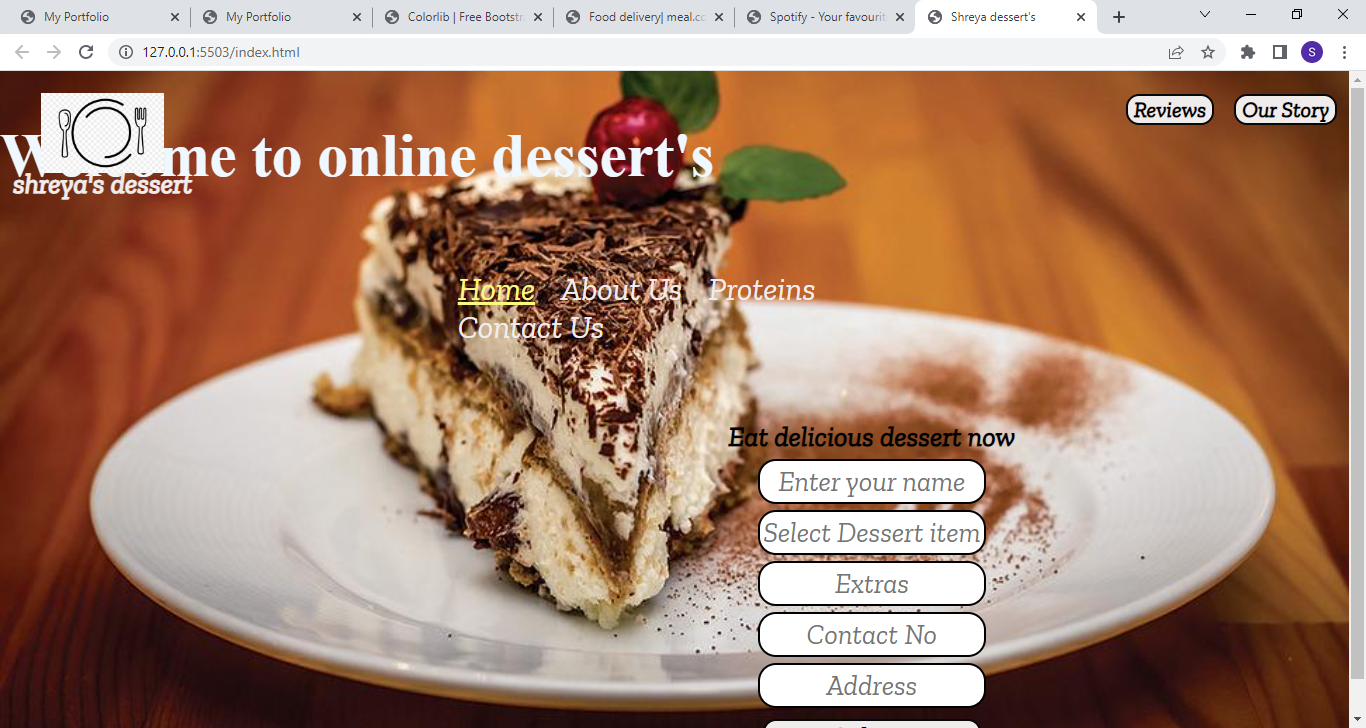 My Portfolio
My Portfolio
Colorlib | Free Bootstr
Food delivery| meal.co
Spotify - Your favourit
Shreya dessert's
127.0.0.1:5503/index.html
S
Reviews
Our Story
me to online dessert's
shreya's dessert
Home About Us Proteins
Contact Us
Eat delicious dessert now
Enter your name
Select Dessert item
Extras
Contact No
Address